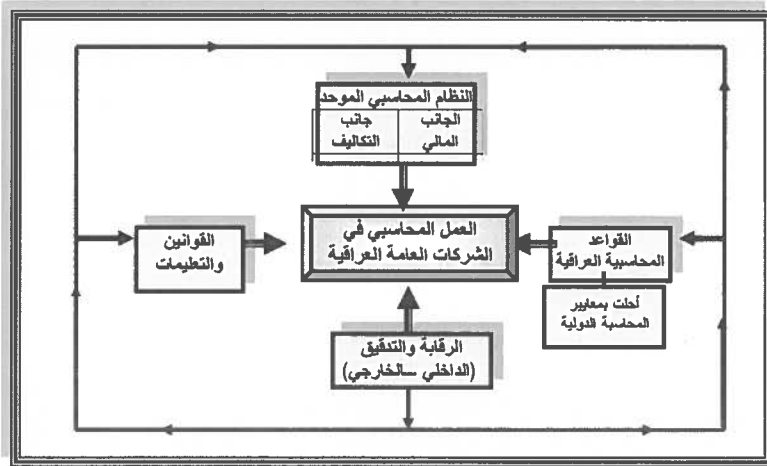 النظام المحاسبي الموحد
الجانب المالي
جانب التكاليف
العمل المحاسبي في
الشركات العامة العراقية
القواعد
المحاسبية العراقية
أحلت بمعايير
المحاسبة الدولية
القوانين
والتعليمات
الرقابة والتدقيق
(الداخلي سالخارجي)